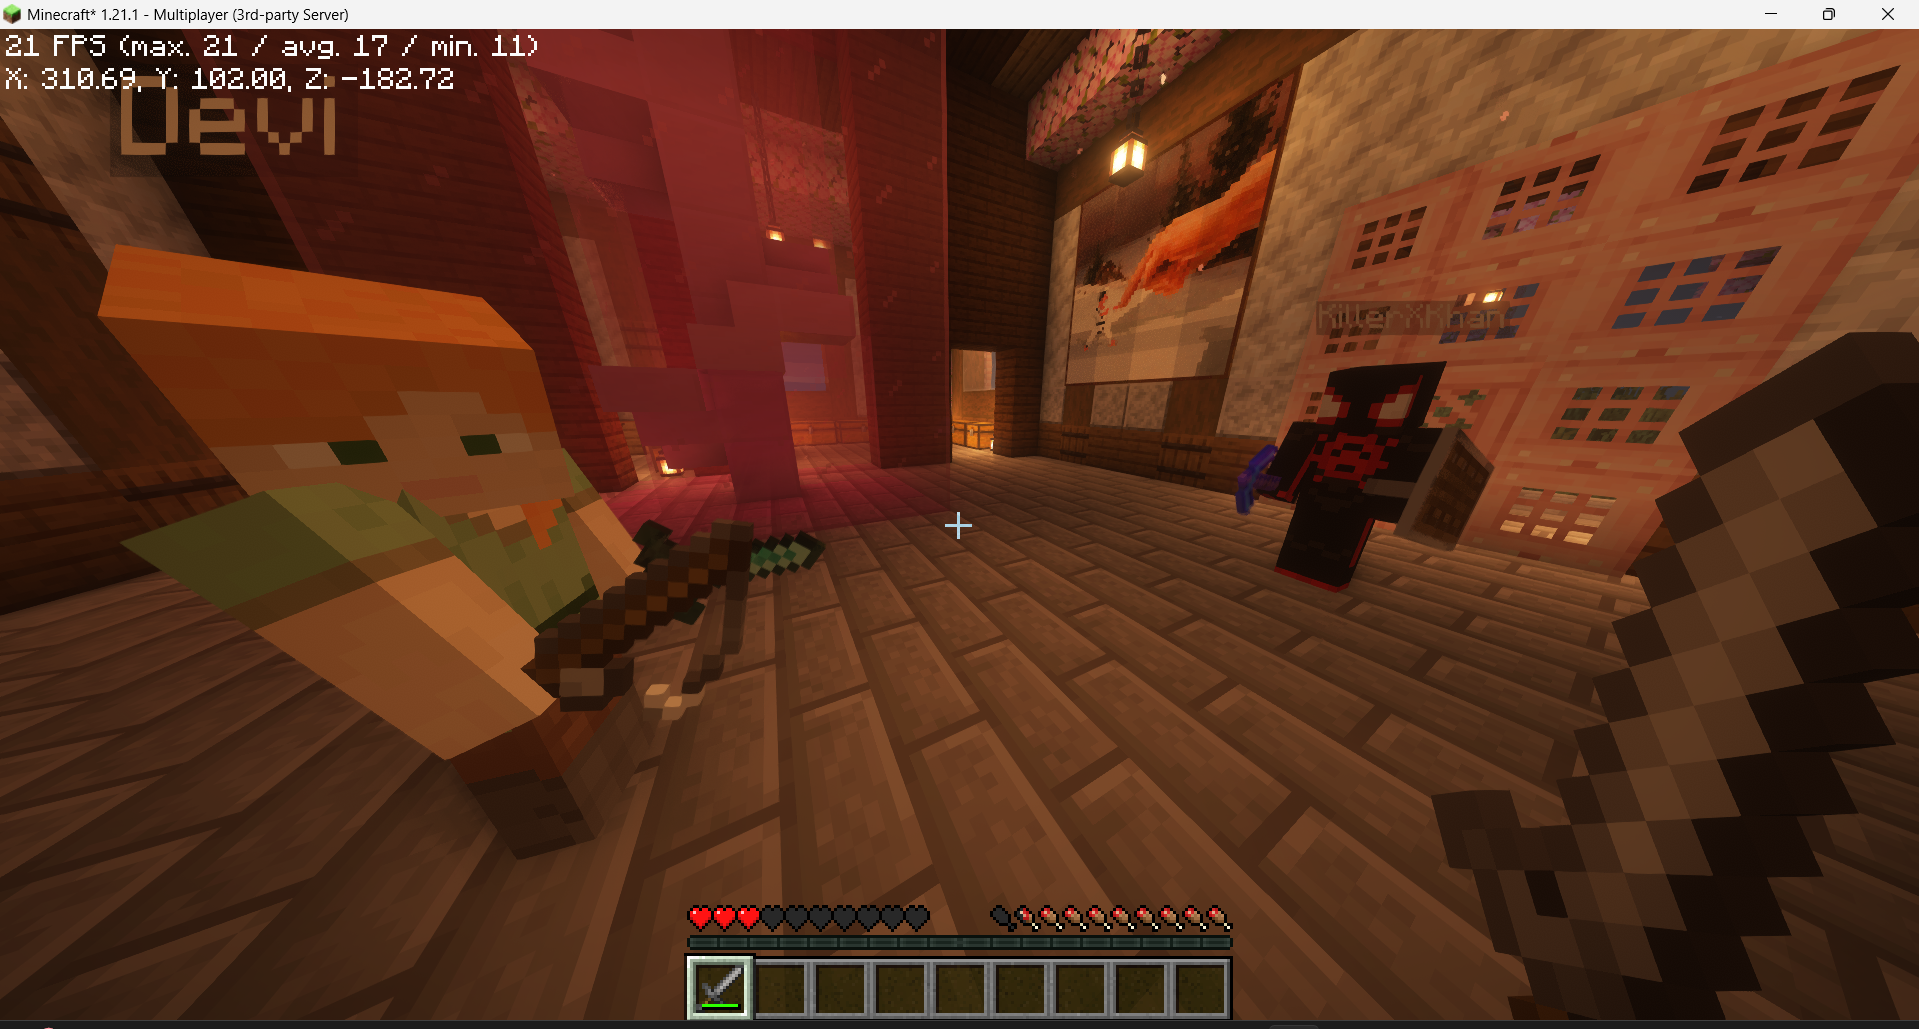 Minecraft* 1.21.1 - Multiplayer (3rd-party Server)
21 FPS (max. 21 / avg. 17 / min. 11)
X: 310.69, Y: 102.00, Z: -182.72
Devi
KillerXKhan